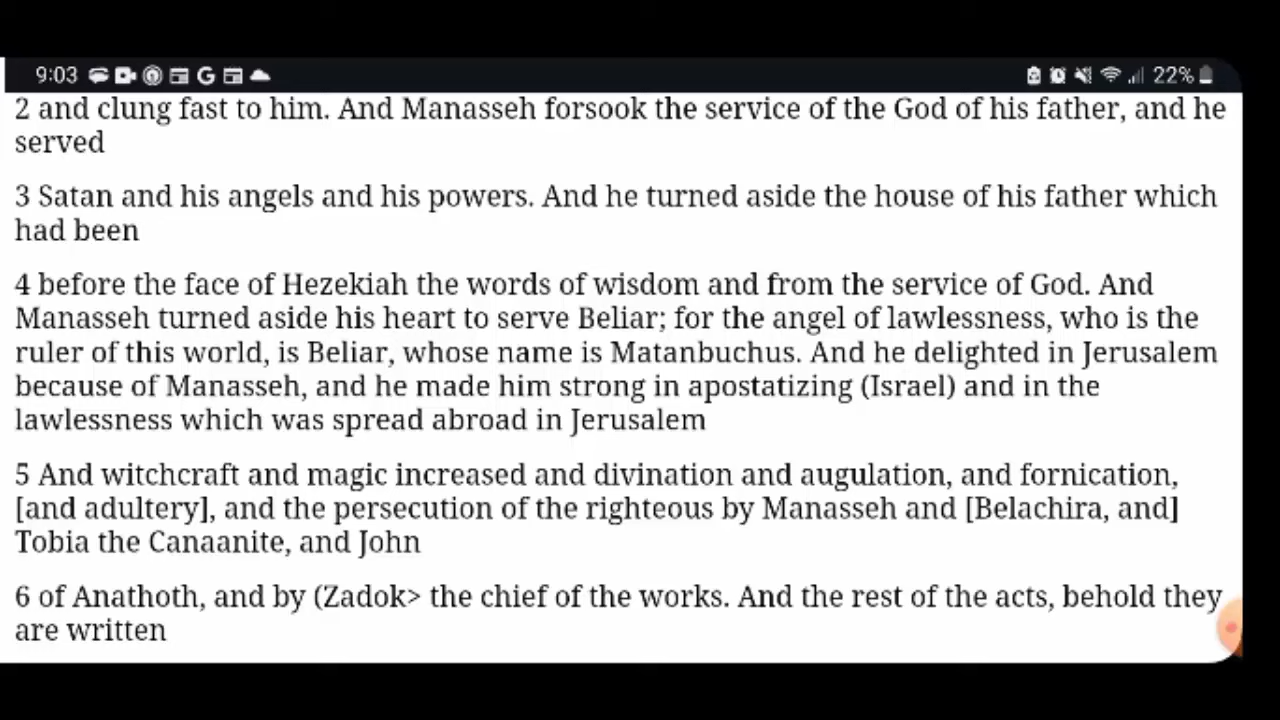 9:03 G 22%
2 and clung fast to him. And Manasseh forsook the service of the God of his father, and he
served
3 Satan and his angels and his powers. And he turned aside the house of his father which
had been
4 before the face of Hezekiah the words of wisdom and from the service of God. And
Manasseh turned aside his heart to serve Beliar; for the angel of lawlessness, who is the
ruler of this world, is Beliar, whose name is Matanbuchus. And he delighted in Jerusalem
because of Manasseh, and he made him strong in apostatizing (Israel) and in the
lawlessness which was spread abroad in Jerusalem
5 And witchcraft and magic increased and divination and augulation, and fornication,
[and adultery], and the persecution of the righteous by Manasseh and [Belachira, and]
Tobia the Canaanite, and John
6 of Anathoth, and by (Zadok> the chief of the works. And the rest of the acts, behold they
are written